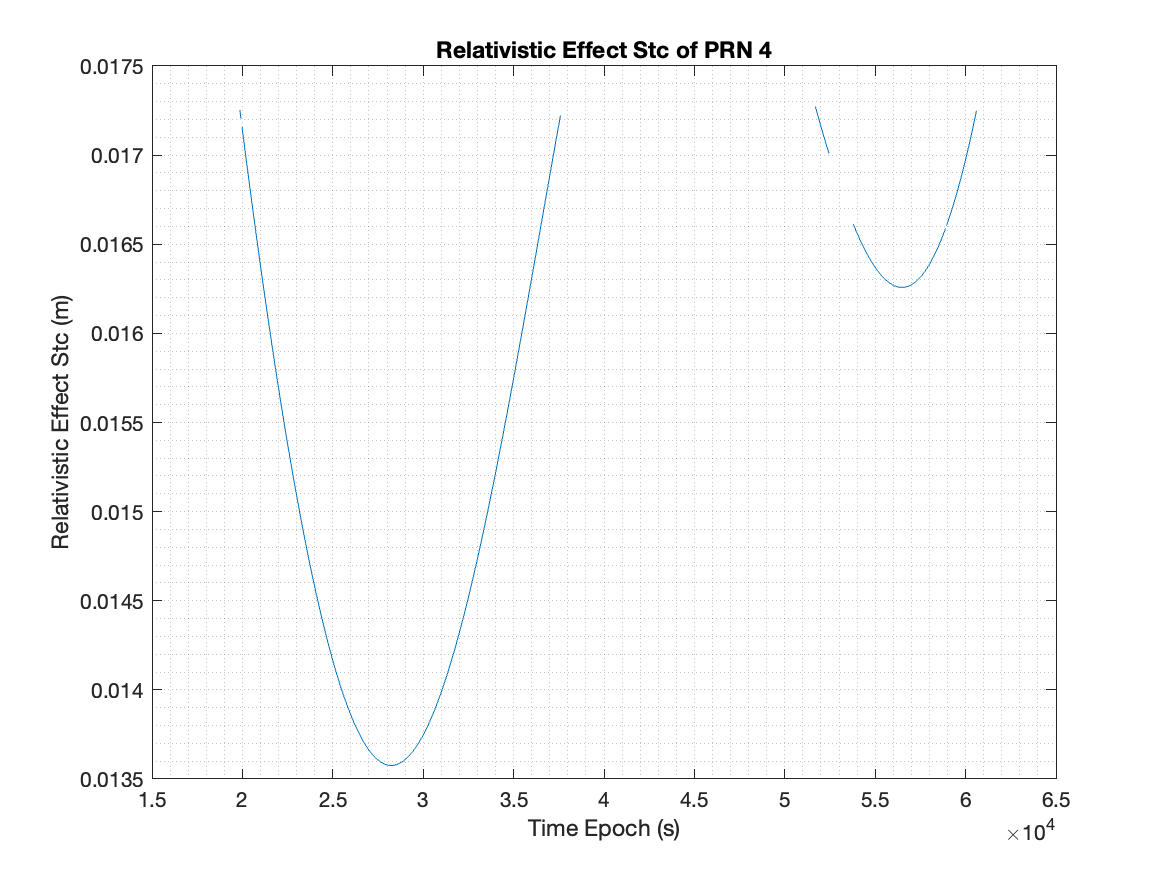 Relativistic Effect Stc of PRN 4
Relativistic Effect Stc (m)
0.0175
0.017
0.0165
0.016
0.0155
0.015
0.0145
0.014
0.0135
1.5 2 2.5 3 3.5 4 4.5 5 5.5 6 6.5
Time Epoch (s)
×10⁴